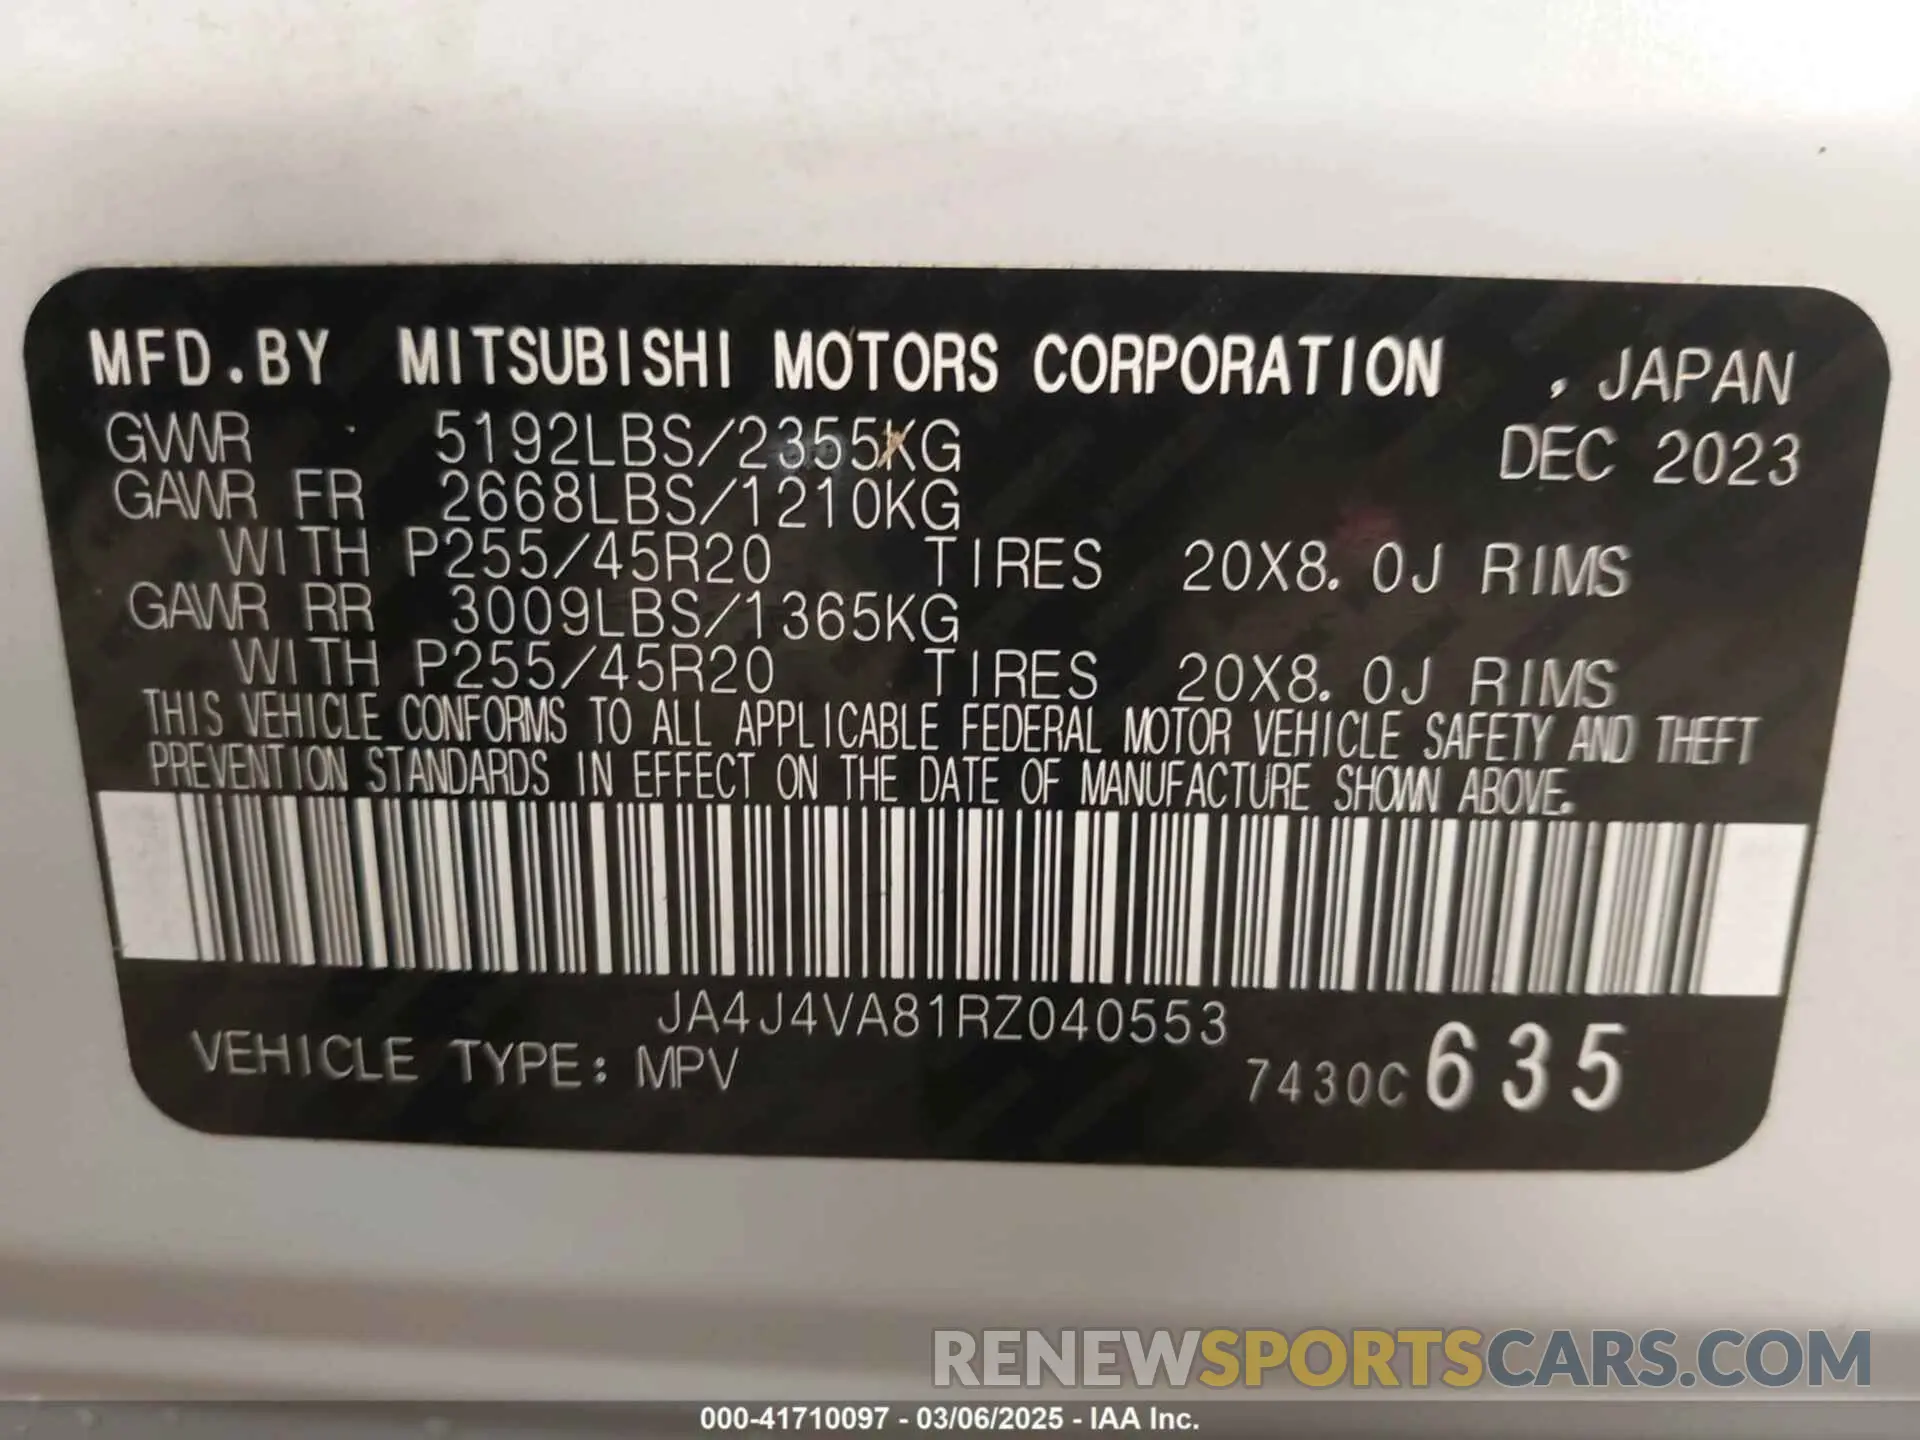 MFD.BY MITSUBISHI MOTORS CORPORATION , JAPAN
GWWR 5192LBS/2355KG DEC 2023
GAWR FR 2668LBS/1210KG
WITH P255/45R20 TIRES 20X8.0J RIMS
GAWR RR 3009LBS/1365KG
WITH P255/45R20 TIRES 20X8.0J RIMS
THIS VEHICLE CONFORMS TO ALL APPLICABLE FEDERAL MOTOR VEHICLE SAFETY AND THEFT
PREVENTION STANDARDS IN EFFECT ON THE DATE OF MANUFACTURE SHOWN ABOVE.
JA4J4VA81RZ040553
VEHICLE TYPE: MPV 7430C 635
RENEWSPORTSCARS.COM
000-41710097 - 03/06/2025 - IAA Inc.